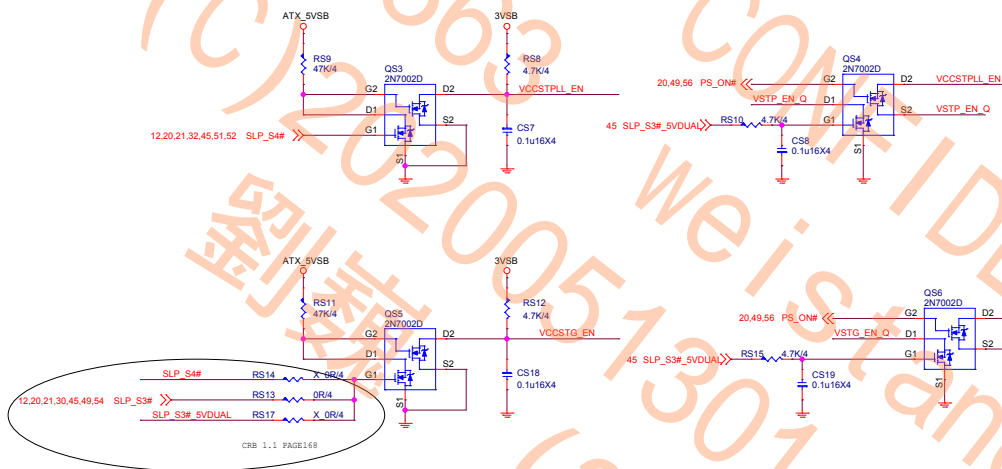 ATX_5VSB
3VSB
RS9
47K/4
QS3
2N7002D
RS8
4.7K/4
G2
D2
VCCSTPLL_EN
D1
S2
12,20,21,32,45,51,52 SLP_S4#
G1
S1
CS7
0.1u16X4
QS4
2N7002D
20,49,56 PS_ON#
G2
D2
VCCSTPLL_EN
VSTP_EN_Q
D1
S2
VSTP_EN_Q
45 SLP_S3#_5VDUAL
RS10
4.7K/4
G1
S1
CS8
0.1u16X4
ATX_5VSB
3VSB
RS11
47K/4
QS5
2N7002D
RS12
4.7K/4
G2
D2
VCCSTG_EN
D1
S2
G1
S1
CS18
0.1u16X4
SLP_S4#
RS14
X_0R/4
12,20,21,30,45,49,54 SLP_S3#
RS13
0R/4
SLP_S3#_5VDUAL
RS17
X_0R/4
CRB 1.1 PAGE168
QS6
2N7002D
20,49,56 PS_ON#
G2
D2
VSTG_EN_Q
D1
S2
45 SLP_S3#_5VDUAL
RS15
4.7K/4
G1
S1
CS19
0.1u16X4
(C)2020051301
863
CONFIDE
weistan